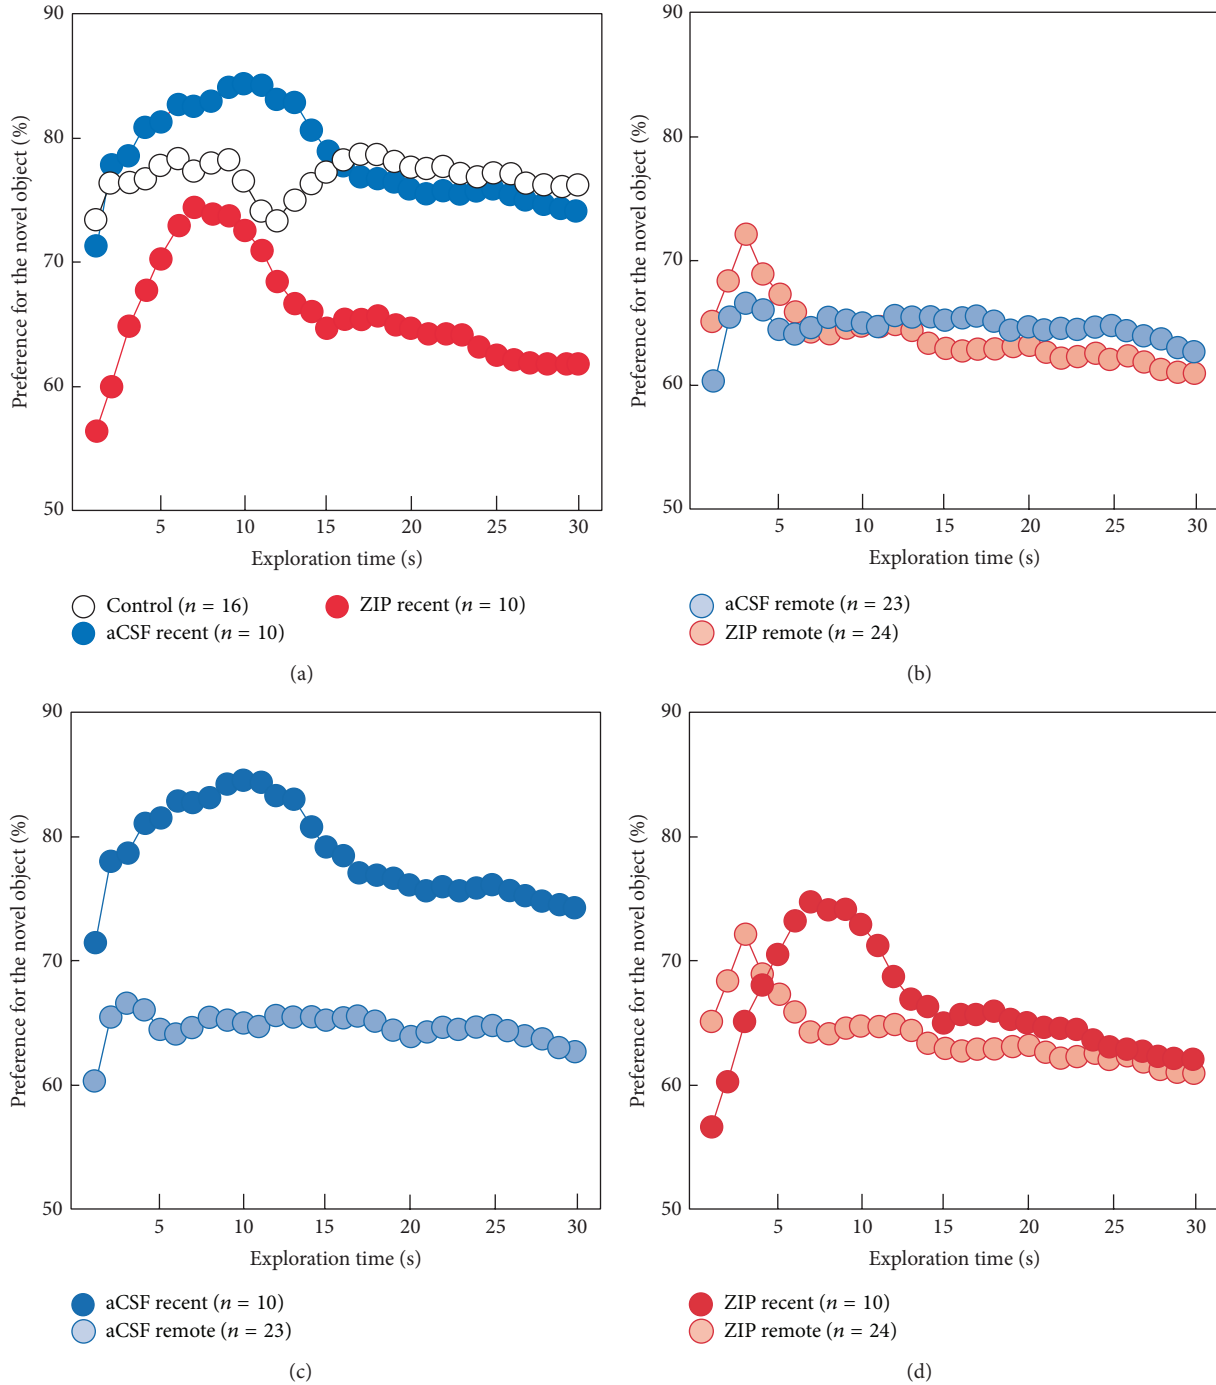 90
80
70
60
50
Preference for the novel object (%)
5 10 15 20 25 30
Exploration time (s)
Control (n = 16)
ZIP recent (n = 10)
aCSF recent (n = 10)
(a)
90
80
70
60
50
Preference for the novel object (%)
5 10 15 20 25 30
Exploration time (s)
aCSF remote (n = 23)
ZIP remote (n = 24)
(b)
90
80
70
60
50
Preference for the novel object (%)
5 10 15 20 25 30
Exploration time (s)
aCSF recent (n = 10)
aCSF remote (n = 23)
(c)
90
80
70
60
50
Preference for the novel object (%)
5 10 15 20 25 30
Exploration time (s)
ZIP recent (n = 10)
ZIP remote (n = 24)
(d)